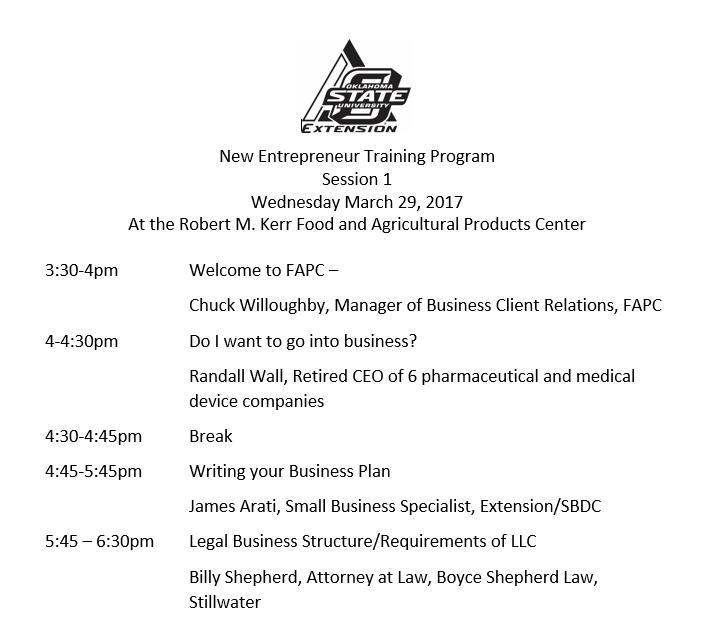 OKLAHOMA
STATE
UNIVERSITY
EXTENSION
New Entrepreneur Training Program
Session 1
Wednesday March 29, 2017
At the Robert M. Kerr Food and Agricultural Products Center
3:30-4pm Welcome to FAPC –
Chuck Willoughby, Manager of Business Client Relations, FAPC
4-4:30pm Do I want to go into business?
Randall Wall, Retired CEO of 6 pharmaceutical and medical
device companies
4:30-4:45pm Break
4:45-5:45pm Writing your Business Plan
James Arati, Small Business Specialist, Extension/SBDC
5:45 – 6:30pm Legal Business Structure/Requirements of LLC
Billy Shepherd, Attorney at Law, Boyce Shepherd Law,
Stillwater